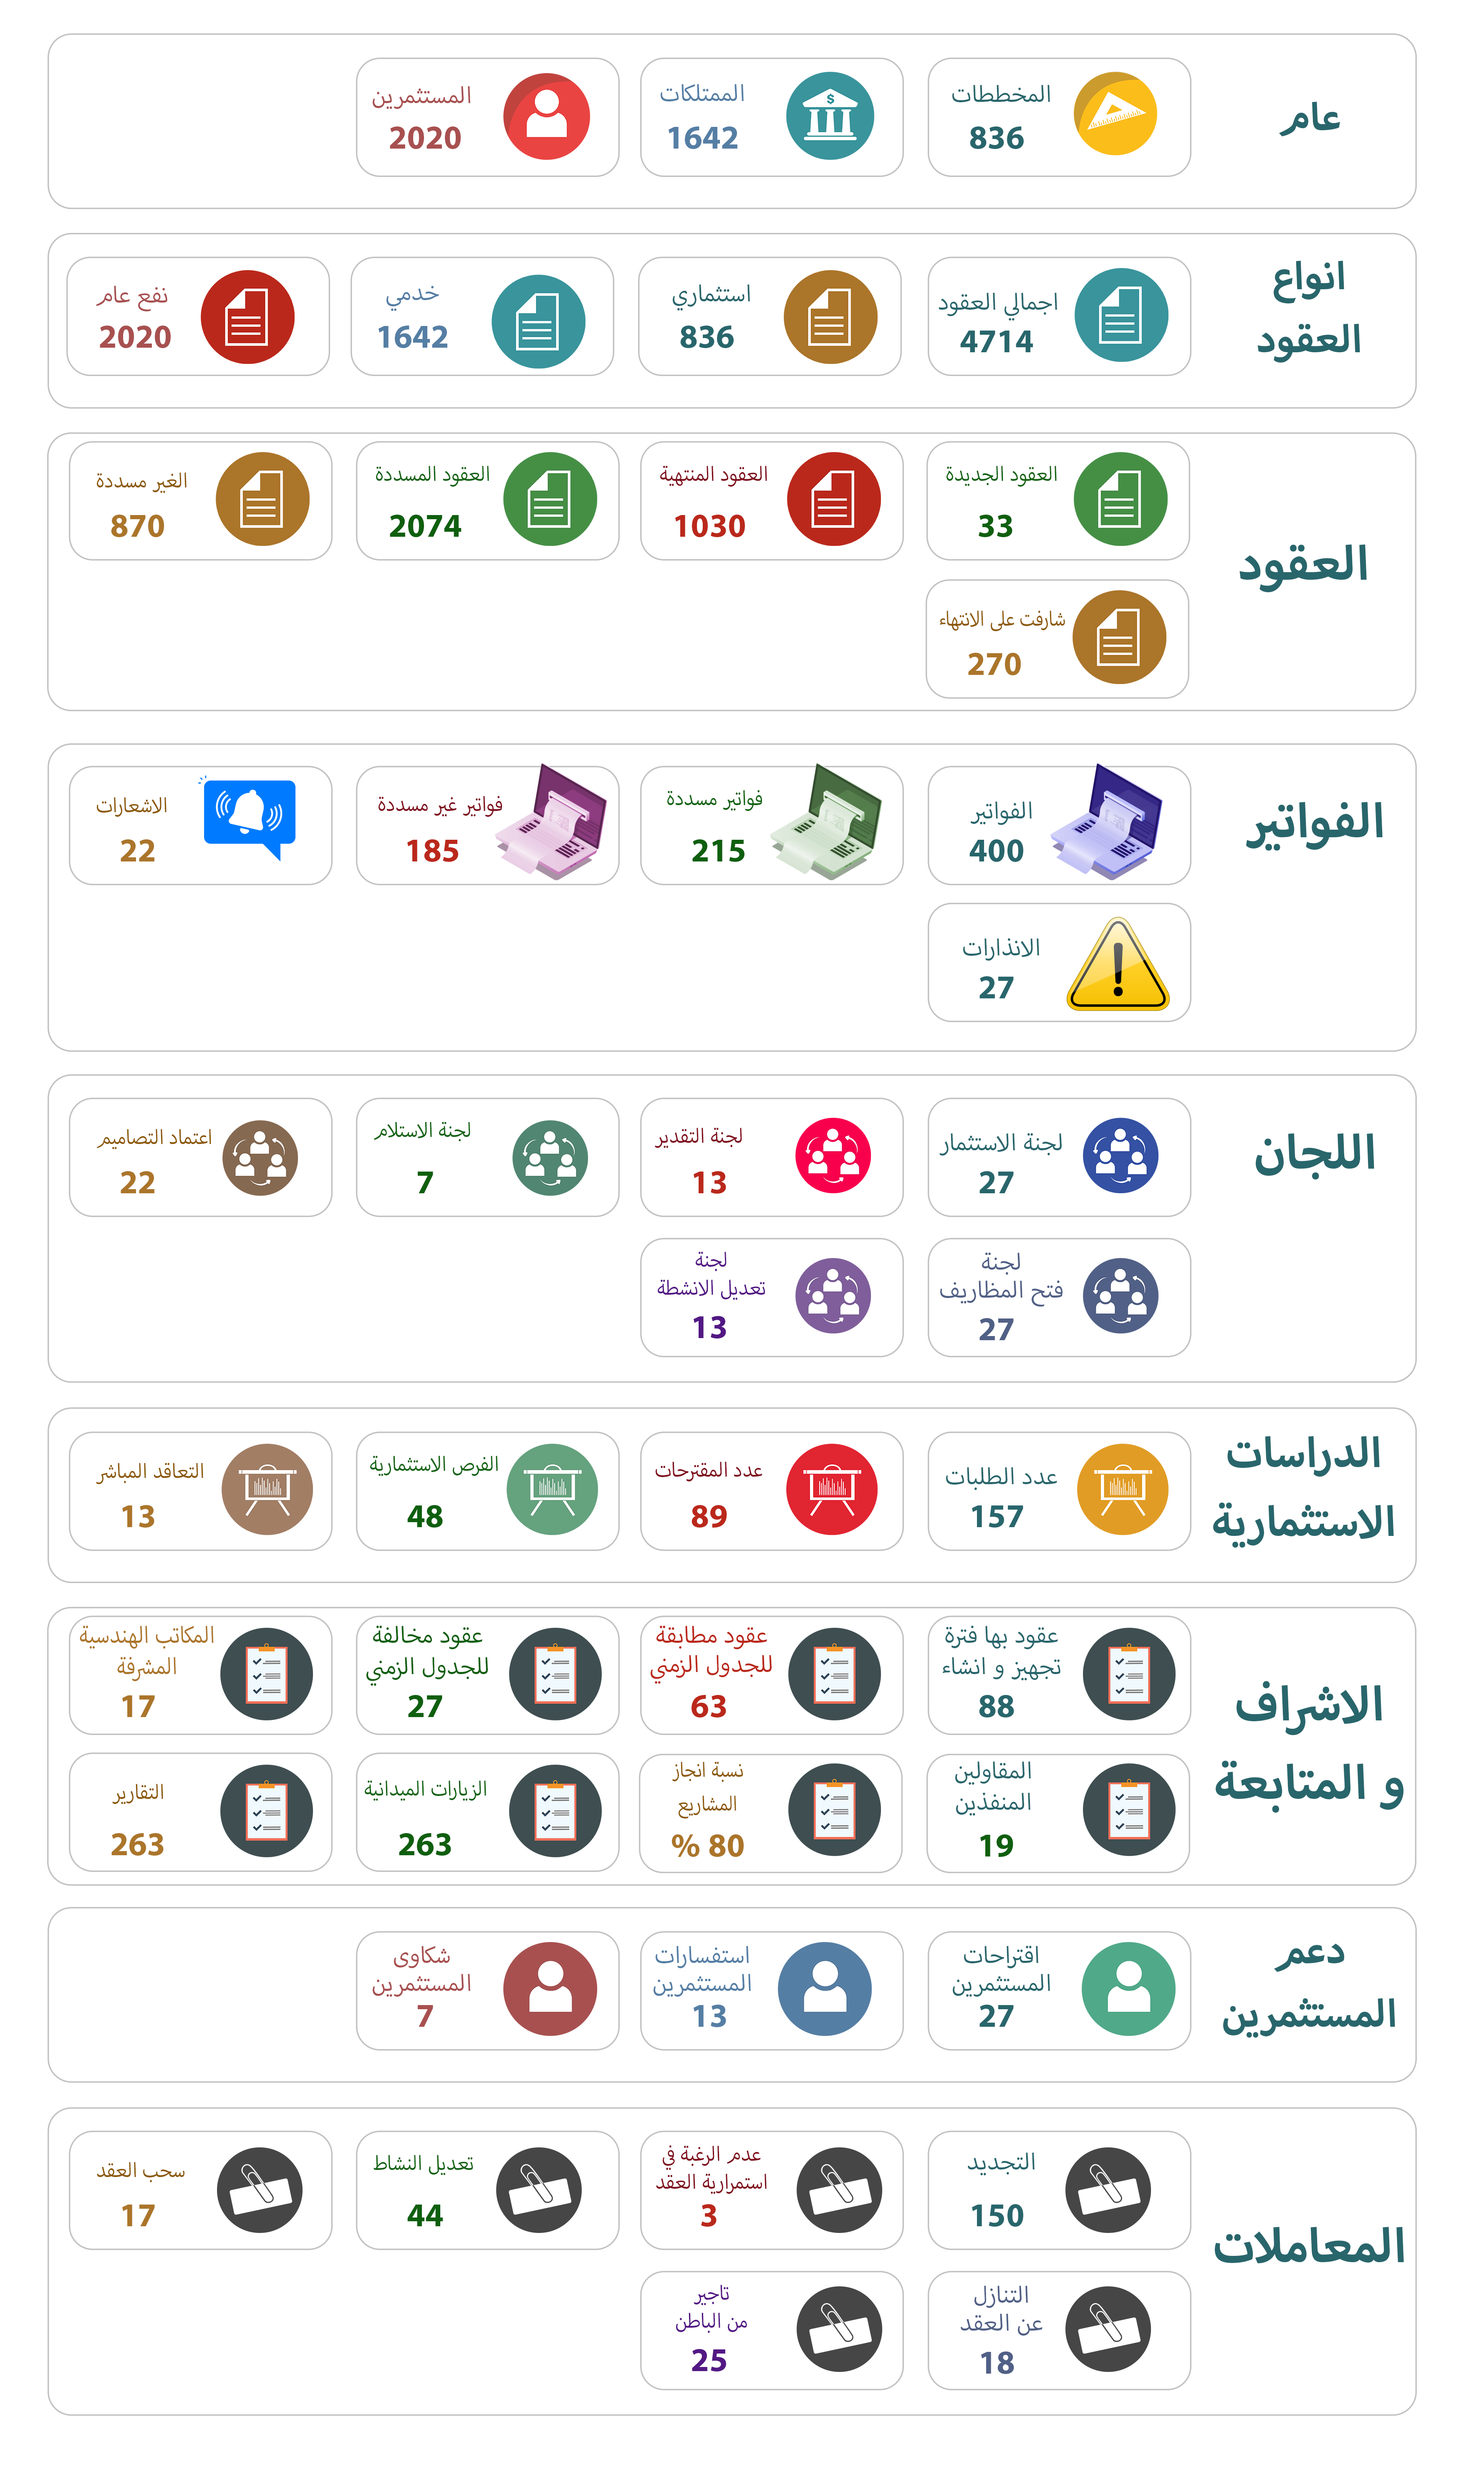 عام
المخططات
836
الممتلكات
1642
المستثمرين
2020
انواع
العقود
اجمالي العقود
4714
استثماري
836
خدمي
1642
نفع عام
2020
العقود
العقود الجديدة
33
العقود المنتهية
1030
العقود المسددة
2074
الغير مسددة
870
شارفت على الانتهاء
270
الفواتير
الفواتير
400
فواتير مسددة
215
فواتير غير مسددة
185
الاشعارات
22
الانذارات
27
اللجان
لجنة الاستثمار
27
لجنة التقدير
13
لجنة الاستلام
7
اعتماد التصاميم
22
لجنة
فتح المظاريف
27
لجنة
تعديل الانشطة
13
الدراسات
الاستثمارية
عدد الطلبات
157
عدد المقترحات
89
الفرص الاستثمارية
48
التعاقد المباشر
13
الاشراف
و المتابعة
عقود بها فترة
تجهيز و انشاء
88
عقود مطابقة
للجدول الزمني
63
عقود مخالفة
للجدول الزمني
27
المكاتب الهندسية
المشرفة
17
المقاولين
المنفذين
19
نسبة انجاز
المشاريع
% 80
الزيارات الميدانية
263
التقارير
263
دعم
المستثمرين
اقتراحات
المستثمرين
27
استفسارات
المستثمرين
13
شكاوى
المستثمرين
7
المعاملات
التجديد
150
عدم الرغبة في
استمرارية العقد
3
تعديل النشاط
44
سحب العقد
17
التنازل
عن العقد
18
تاجير
من الباطن
25